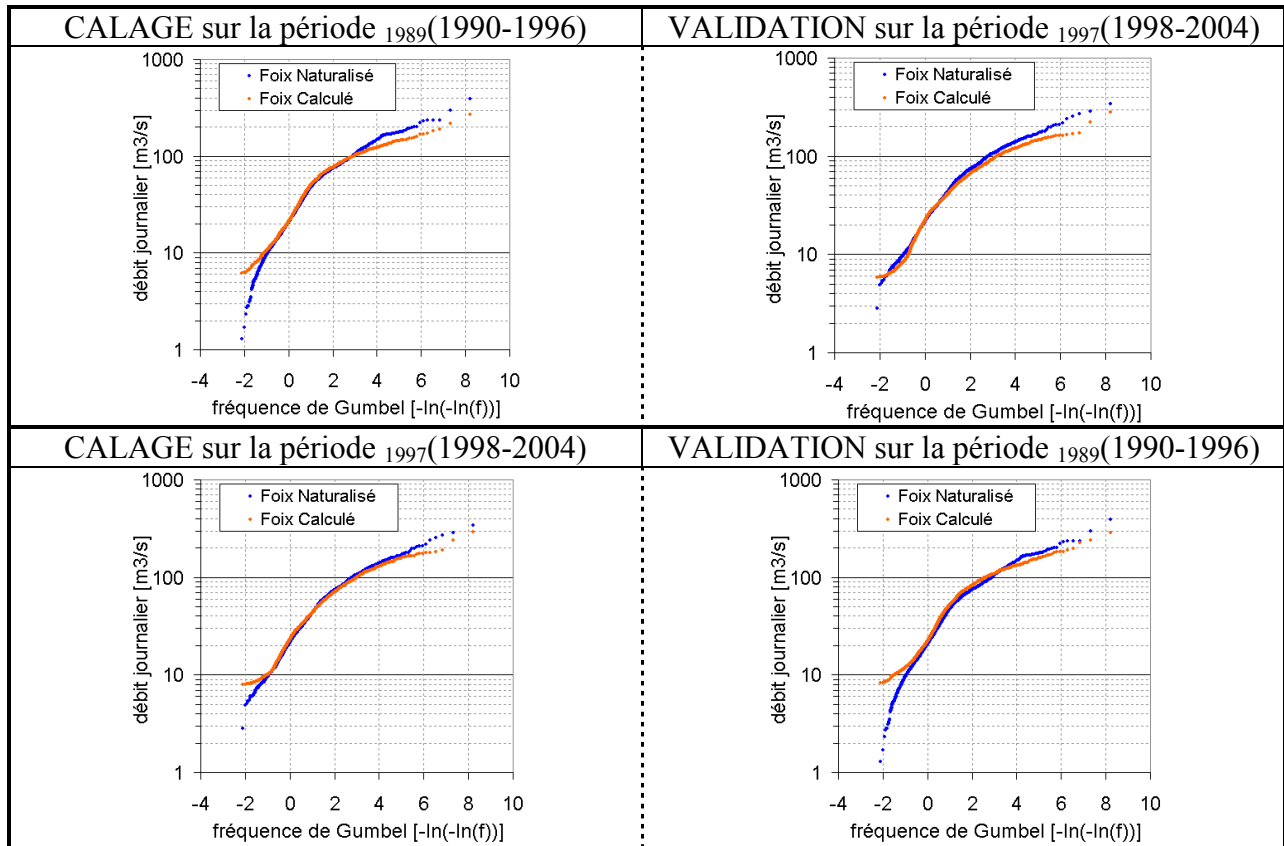 CALAGE sur la période 1989(1990-1996)
VALIDATION sur la période 1997(1998-2004)
1000
100
10
1
débit journalier [m3/s]
Foix Naturalisé
Foix Calculé
-4 -2 0 2 4 6 8 10
fréquence de Gumbel [-ln(-ln(f))]
1000
100
10
1
débit journalier [m3/s]
Foix Naturalisé
Foix Calculé
-4 -2 0 2 4 6 8 10
fréquence de Gumbel [-ln(-ln(f))]
CALAGE sur la période 1997(1998-2004)
VALIDATION sur la période 1989(1990-1996)
1000
100
10
1
débit journalier [m3/s]
Foix Naturalisé
Foix Calculé
-4 -2 0 2 4 6 8 10
fréquence de Gumbel [-ln(-ln(f))]
1000
100
10
1
débit journalier [m3/s]
Foix Naturalisé
Foix Calculé
-4 -2 0 2 4 6 8 10
fréquence de Gumbel [-ln(-ln(f))]